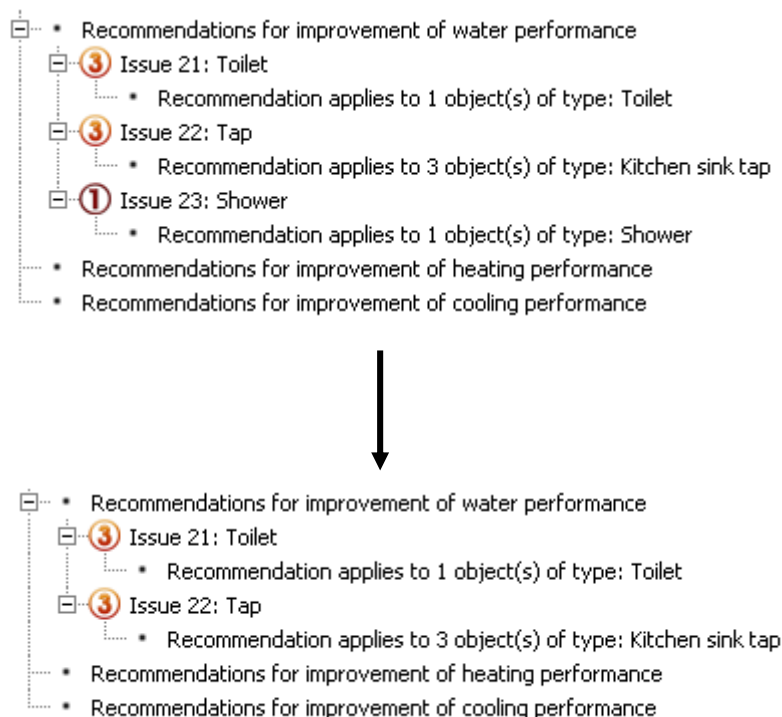 Recommendations for improvement of water performance
3 Issue 21: Toilet
Recommendation applies to 1 object(s) of type: Toilet
3 Issue 22: Tap
Recommendation applies to 3 object(s) of type: Kitchen sink tap
1 Issue 23: Shower
Recommendation applies to 1 object(s) of type: Shower
Recommendations for improvement of heating performance
Recommendations for improvement of cooling performance
Recommendations for improvement of water performance
3 Issue 21: Toilet
Recommendation applies to 1 object(s) of type: Toilet
3 Issue 22: Tap
Recommendation applies to 3 object(s) of type: Kitchen sink tap
Recommendations for improvement of heating performance
Recommendations for improvement of cooling performance